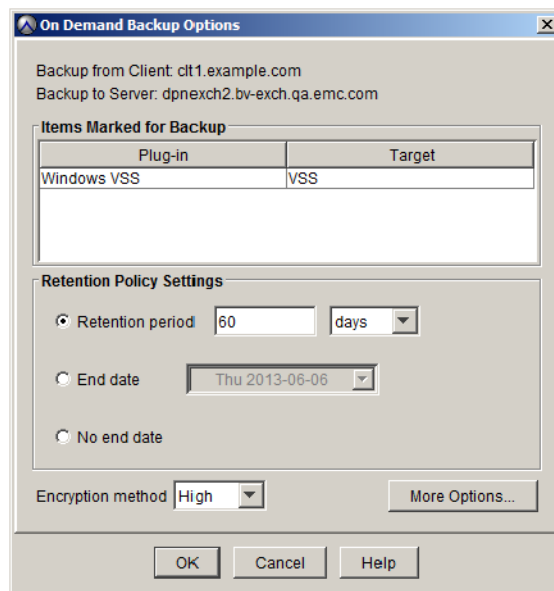 On Demand Backup Options
Backup from Client: clt1.example.com
Backup to Server: dpnexch2.bv-exch.qa.emc.com
Items Marked for Backup
Plug-in Target
Windows VSS VSS
Retention Policy Settings
Retention period 60 days
End date Thu 2013-06-06
No end date
Encryption method High More Options...
OK Cancel Help